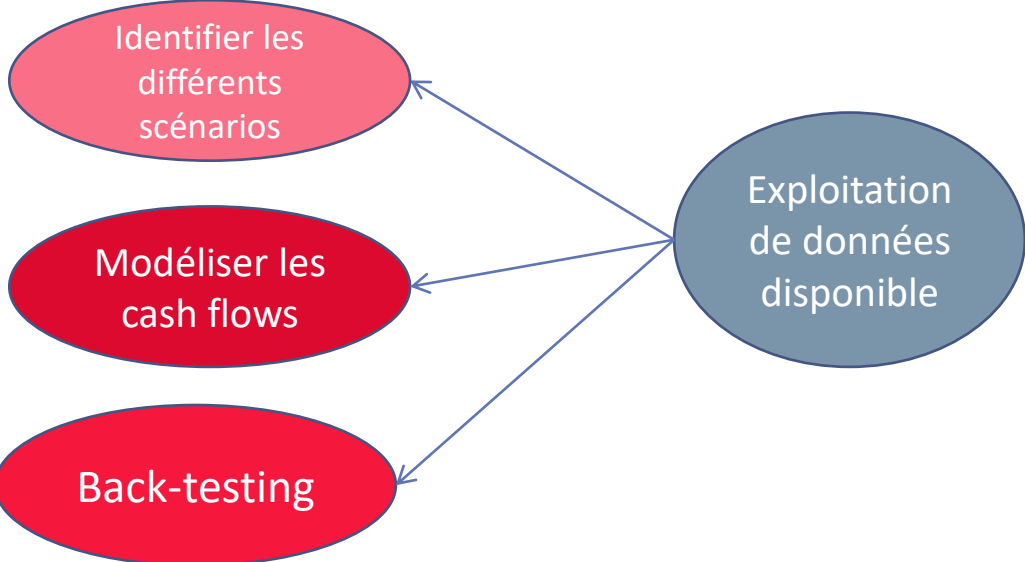 Identifier les
différents
scénarios
Modéliser les
cash flows
Back-testing
Exploitation
de données
disponible